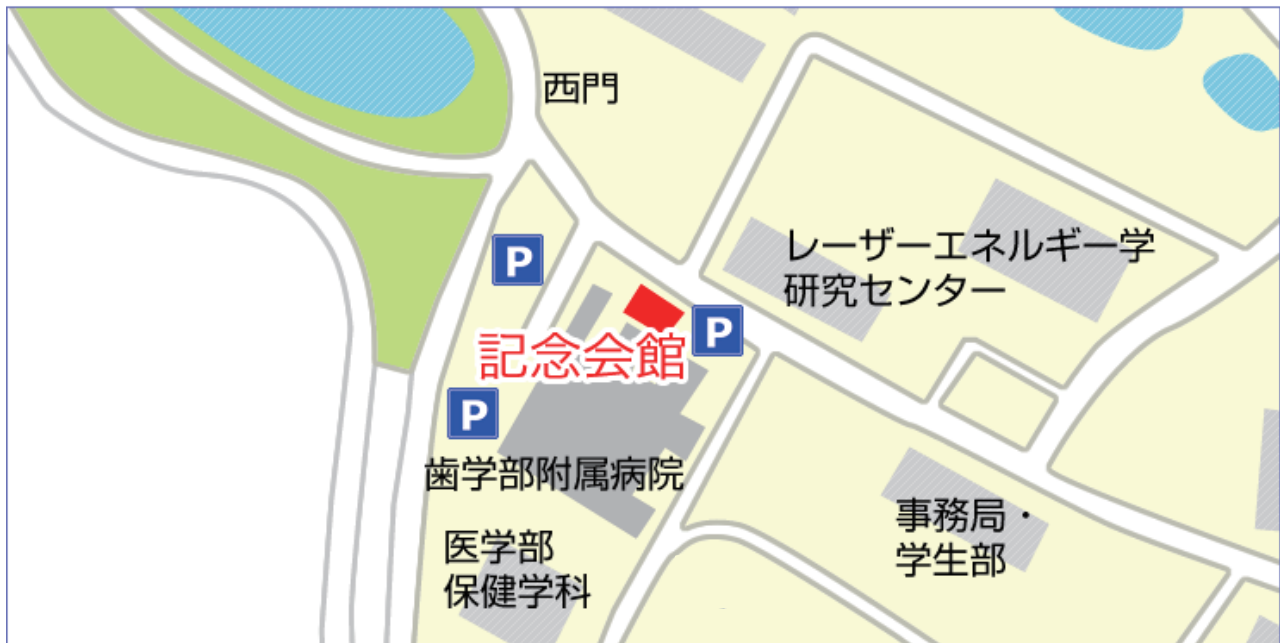 西門
レーザーエネルギー学
研究センター
P
P
記念会館
P
歯学部附属病院
事務局・
学生部
医学部
保健学科